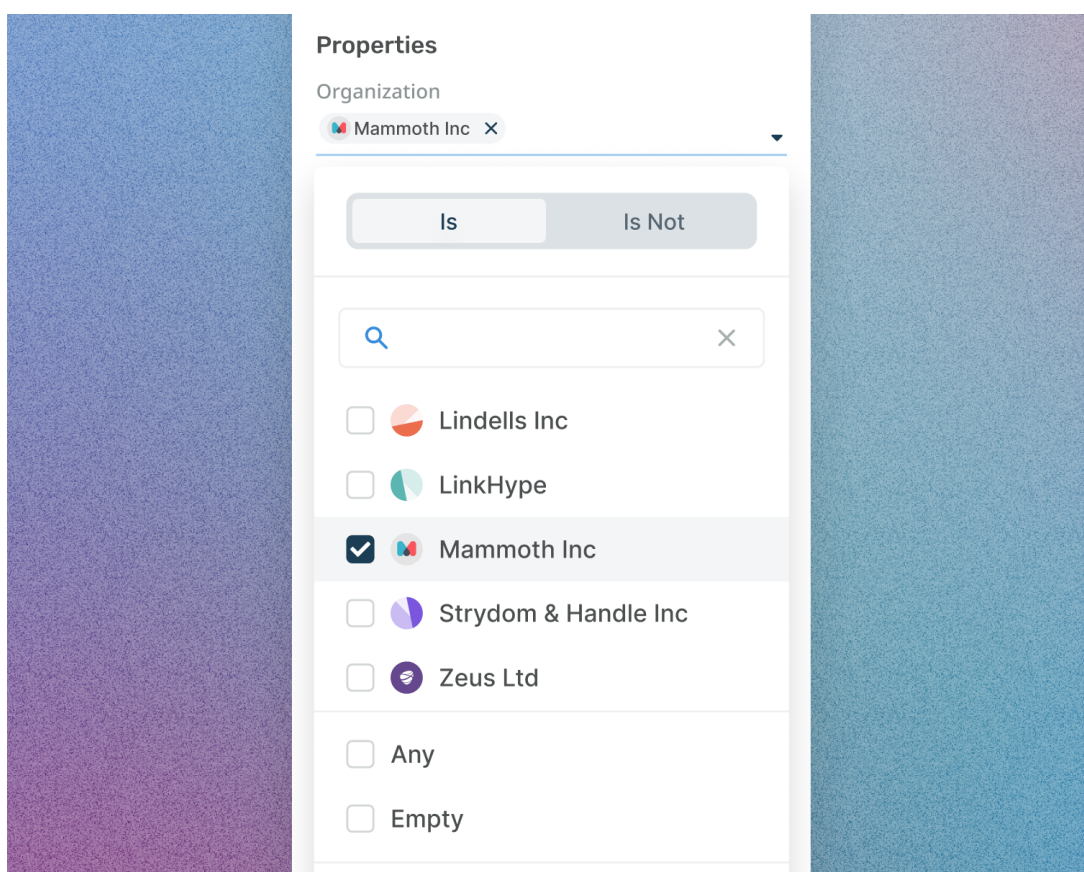 Properties
Organization
Mammoth Inc
Is Is Not
Lindells Inc
LinkHype
Mammoth Inc
Strydom & Handle Inc
Zeus Ltd
Any
Empty